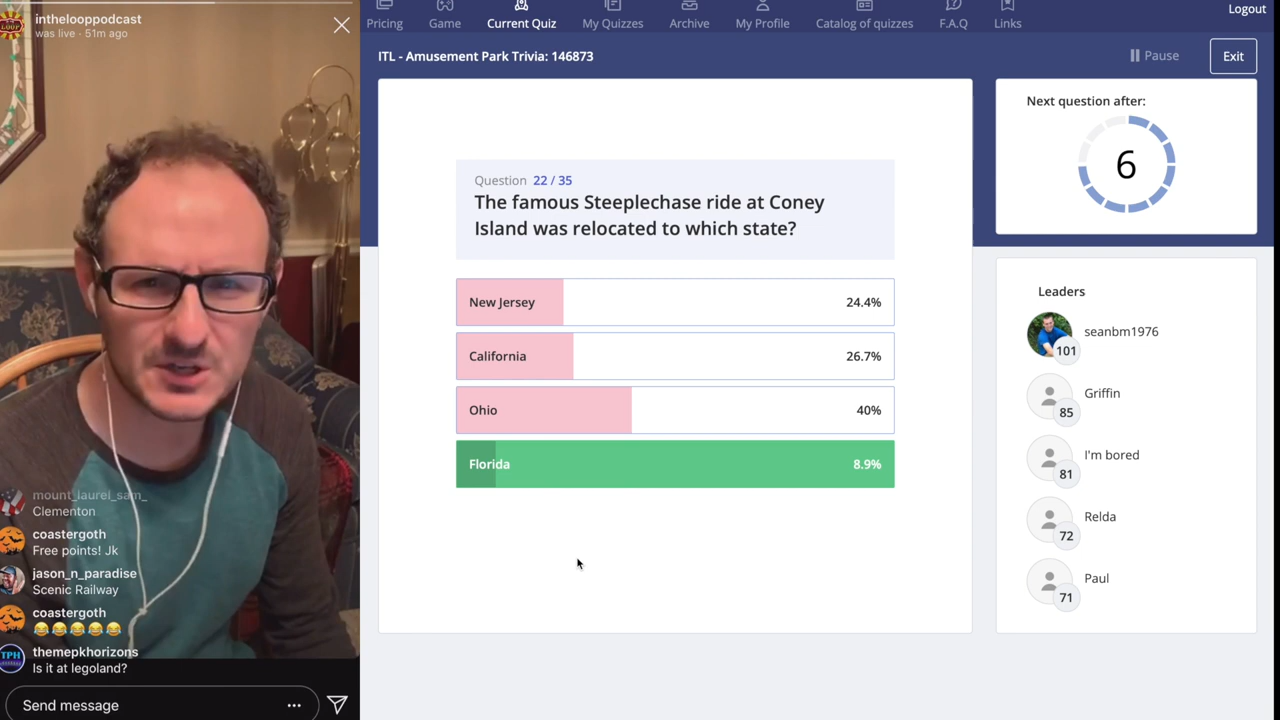 inthelooppodcast
was live · 51m ago
LOOP
mount_laurel_sam_
Clementon
coastergoth
Free points! Jk
jason_n_paradise
Scenic Railway
coastergoth
😂😂😂😂😂
TPH
themepkhorizons
Is it at legoland?
Send message
Pricing
Game
Current Quiz
My Quizzes
Archive
My Profile
Catalog of quizzes
F.A.Q
Links
Logout
ITL - Amusement Park Trivia: 146873
Pause
Exit
Question 22 / 35
The famous Steeplechase ride at Coney
Island was relocated to which state?
New Jersey 24.4%
California 26.7%
Ohio 40%
Florida 8.9%
Next question after:
6
Leaders
seanbm1976
101
Griffin
85
I'm bored
81
Relda
72
Paul
71